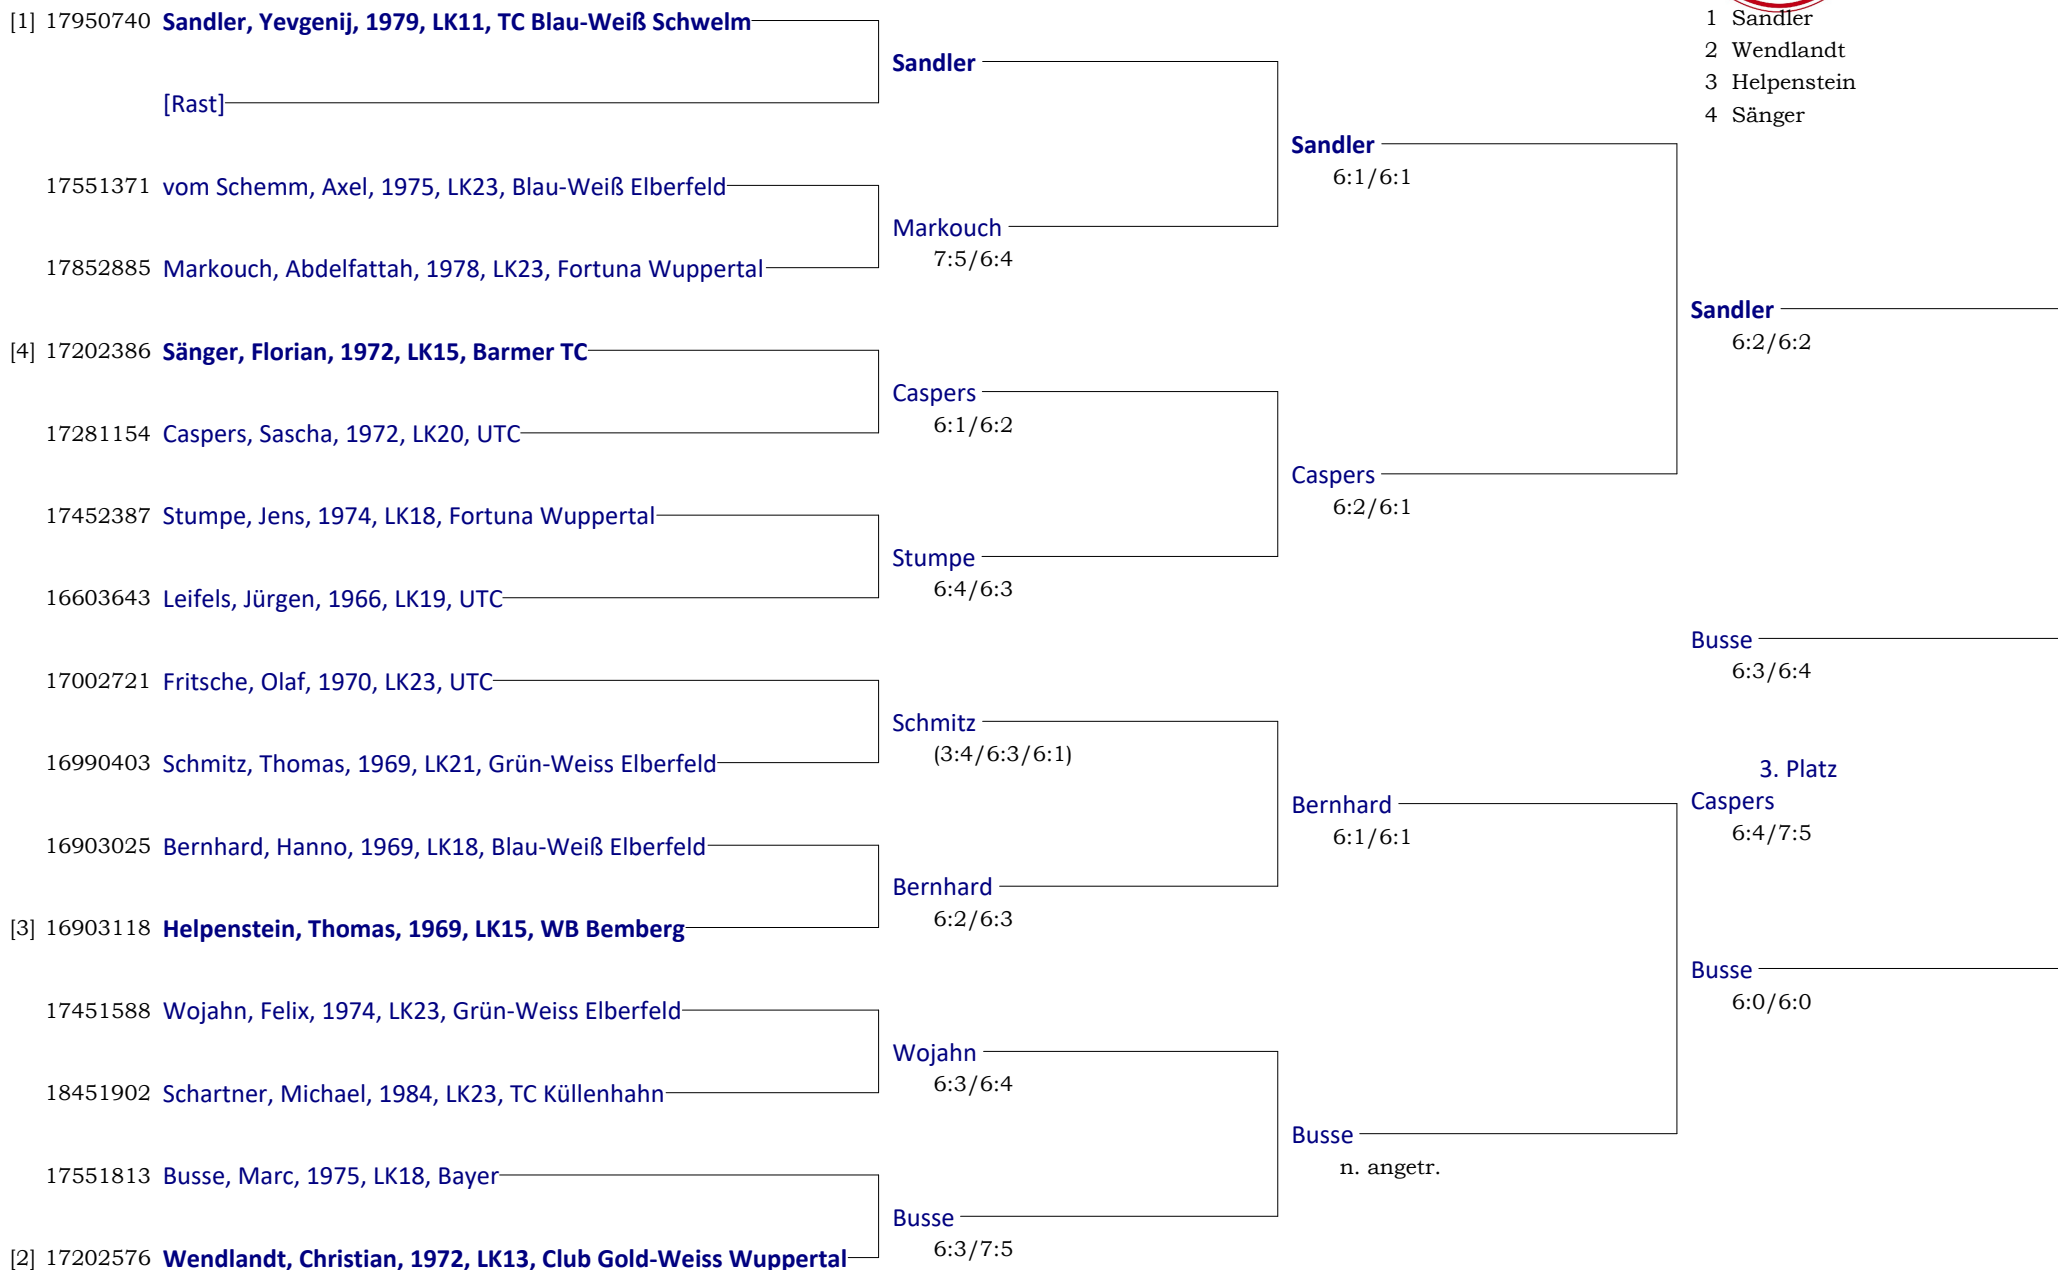 [1] 17950740 Sandler, Yevgenij, 1979, LK11, TC Blau-Weiß Schwelm
[Rast]
17551371 vom Schemm, Axel, 1975, LK23, Blau-Weiß Elberfeld
17852885 Markouch, Abdelfattah, 1978, LK23, Fortuna Wuppertal
[4] 17202386 Sänger, Florian, 1972, LK15, Barmer TC
17281154 Caspers, Sascha, 1972, LK20, UTC
17452387 Stumpe, Jens, 1974, LK18, Fortuna Wuppertal
16603643 Leifels, Jürgen, 1966, LK19, UTC
17002721 Fritsche, Olaf, 1970, LK23, UTC
16990403 Schmitz, Thomas, 1969, LK21, Grün-Weiss Elberfeld
16903025 Bernhard, Hanno, 1969, LK18, Blau-Weiß Elberfeld
[3] 16903118 Helpenstein, Thomas, 1969, LK15, WB Bemberg
17451588 Wojahn, Felix, 1974, LK23, Grün-Weiss Elberfeld
18451902 Schartner, Michael, 1984, LK23, TC Küllenhahn
17551813 Busse, Marc, 1975, LK18, Bayer
[2] 17202576 Wendlandt, Christian, 1972, LK13, Club Gold-Weiss Wuppertal
Sandler
Markouch
7:5/6:4
Caspers
6:1/6:2
Stumpe
6:4/6:3
Schmitz
(3:4/6:3/6:1)
Bernhard
6:2/6:3
Wojahn
6:3/6:4
Busse
6:3/7:5
Sandler
6:1/6:1
Caspers
6:2/6:1
Bernhard
6:1/6:1
Busse
n. angetr.
1 Sandler
2 Wendlandt
3 Helpenstein
4 Sänger
Sandler
6:2/6:2
Busse
6:3/6:4
3. Platz
Caspers
6:4/7:5
Busse
6:0/6:0